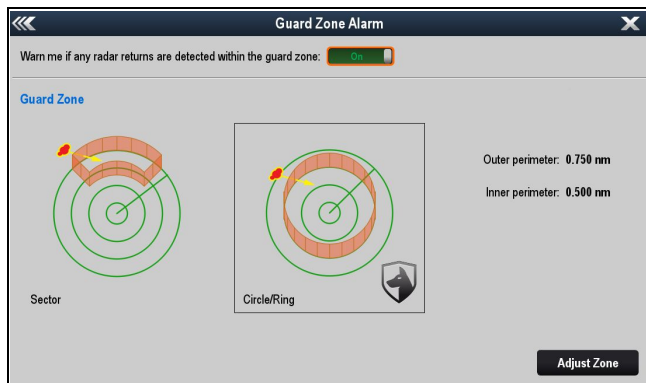 Guard Zone Alarm
Warn me if any radar returns are detected within the guard zone: On
Guard Zone
Outer perimeter: 0.750 nm
Inner perimeter: 0.500 nm
Sector
Circle/Ring
Adjust Zone